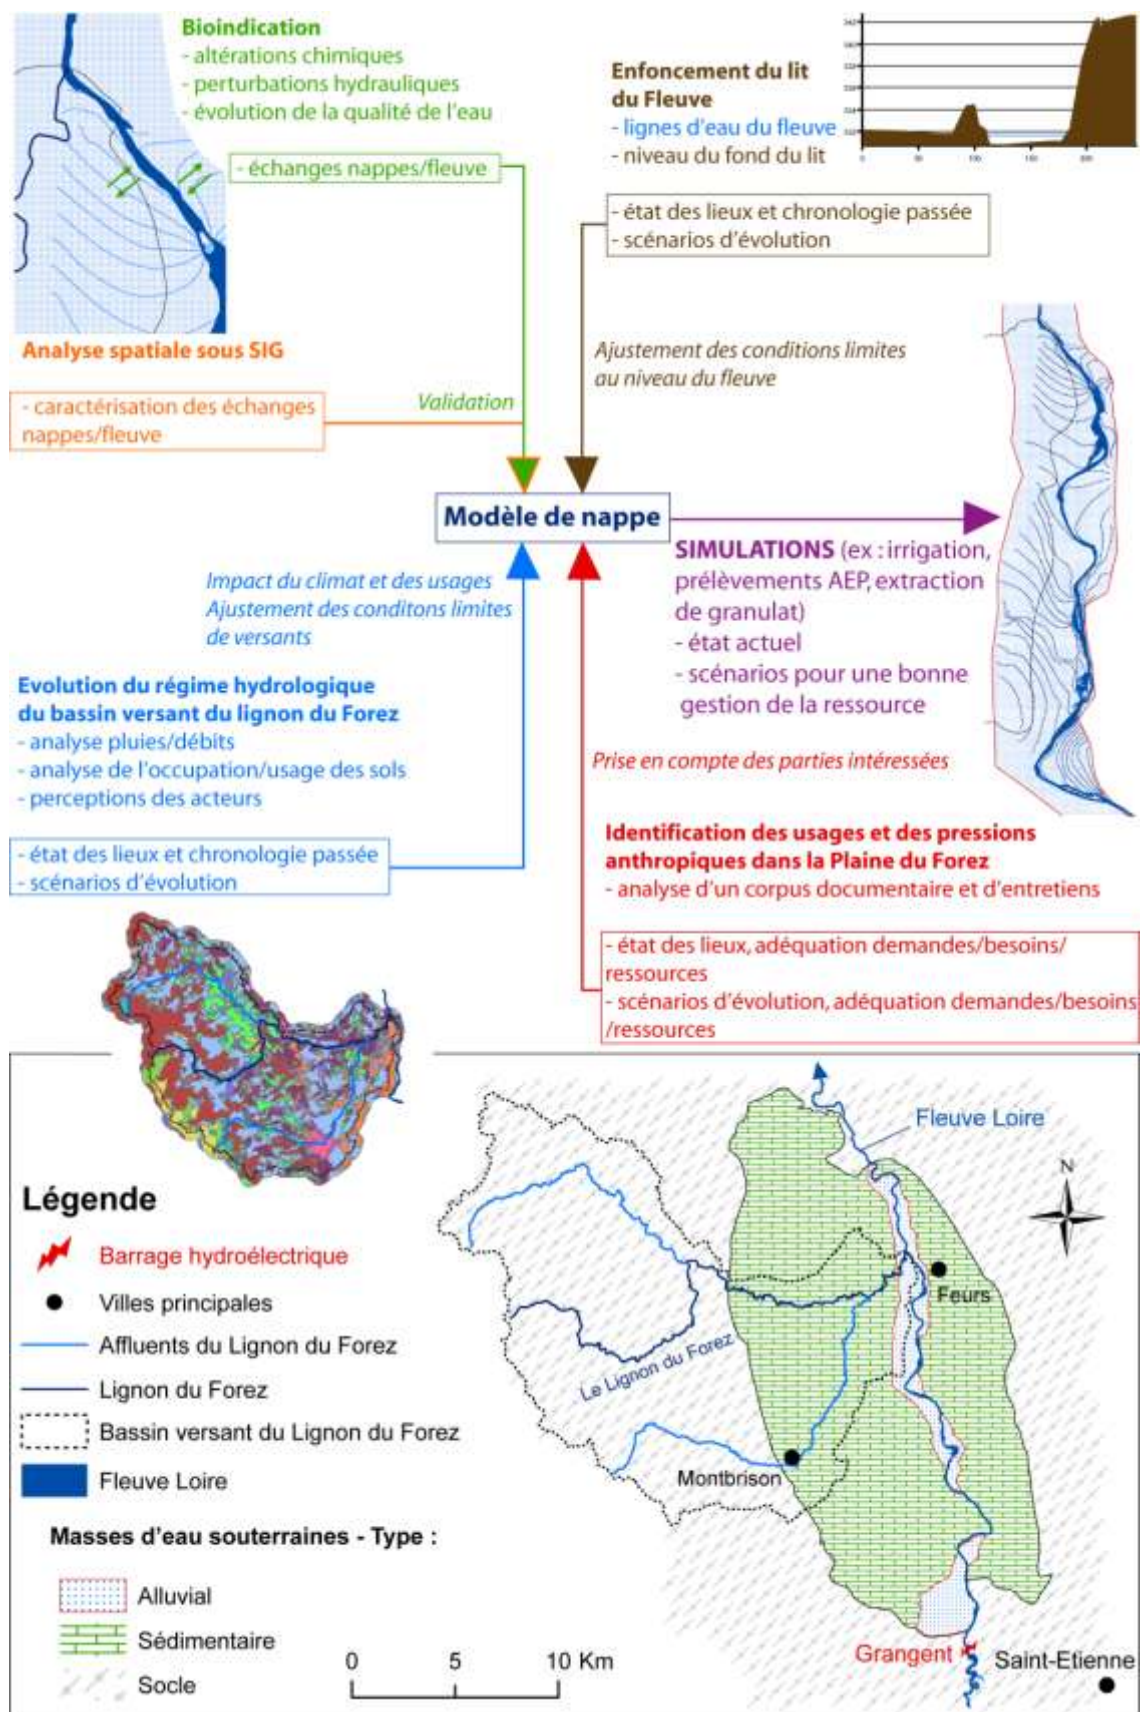 Bioindication
- altérations chimiques
- perturbations hydrauliques
- évolution de la qualité de l'eau
- échanges nappes/fleuve
Enfoncement du lit
du Fleuve
- lignes d'eau du fleuve
- niveau du fond du lit
0
50
100
150
200
- état des lieux et chronologie passée
- scénarios d'évolution
Analyse spatiale sous SIG
- caractérisation des échanges
nappes/fleuve
Validation
Ajustement des conditions limites
au niveau du fleuve
Modèle de nappe
SIMULATIONS (ex : irrigation,
prélèvements AEP, extraction
de granulat)
- état actuel
- scénarios pour une bonne
gestion de la ressource
Impact du climat et des usages
Ajustement des conditons limites
de versants
Evolution du régime hydrologique
du bassin versant du lignon du Forez
- analyse pluies/débits
- analyse de l'occupation/usage des sols
- perceptions des acteurs
- état des lieux et chronologie passée
- scénarios d'évolution
Prise en compte des parties intéressées
Identification des usages et des pressions
anthropiques dans la Plaine du Forez
- analyse d'un corpus documentaire et d'entretiens
- état des lieux, adéquation demandes/besoins/
ressources
- scénarios d'évolution, adéquation demandes/besoins
/ressources
Légende
Barrage hydroélectrique
Villes principales
Affluents du Lignon du Forez
Lignon du Forez
Bassin versant du Lignon du Forez
Fleuve Loire
Masses d'eau souterraines - Type :
Alluvial
Sédimentaire
Socle
0 5 10 Km
Fleuve Loire
N
Feurs
Le Lignon du Forez
Montbrison
Grangent
Saint-Etienne